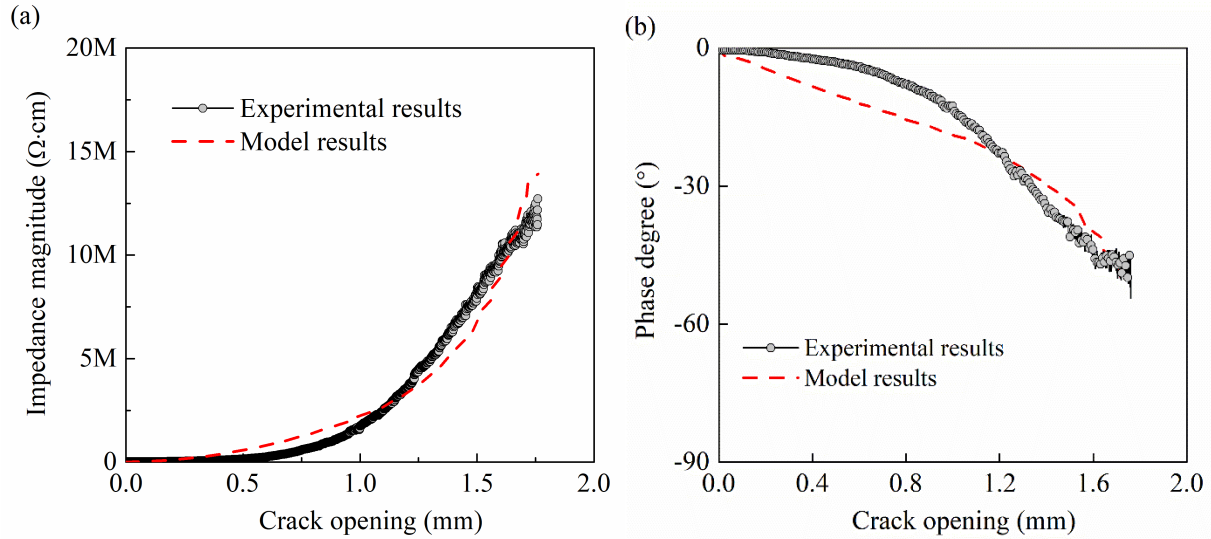 (a)
20M
15M
10M
5M
0
Impedance magnitude (Ω·cm)
Experimental results
Model results
0.0 0.5 1.0 1.5 2.0
Crack opening (mm)
(b)
0
-30
-60
-90
Phase degree (°)
Experimental results
Model results
0.0 0.4 0.8 1.2 1.6 2.0
Crack opening (mm)